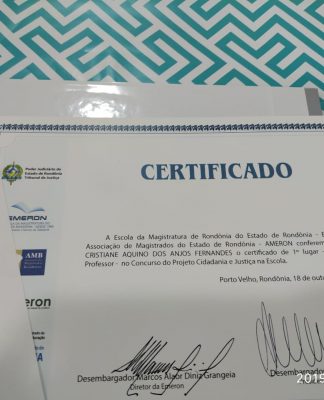 Poder Judiciário do
Estado de Rondônia
Tribunal de Justiça
CERTIFICADO
EMERON
A Escola da Magistratura de Rondônia do Estado de Rondônia - E
Associação de Magistrados do Estado de Rondônia - AMERON conferem
CRISTIANE AQUINO DOS ANJOS FERNANDES o certificado de 1º lugar -
Professor - no Concurso do Projeto Cidadania e Justiça na Escola.
AMB
Porto Velho, Rondônia, 18 de outu
eron
Desembargador Marcos Alaor Diniz Grangeia
Diretor da Emeron
Desembargador
2019